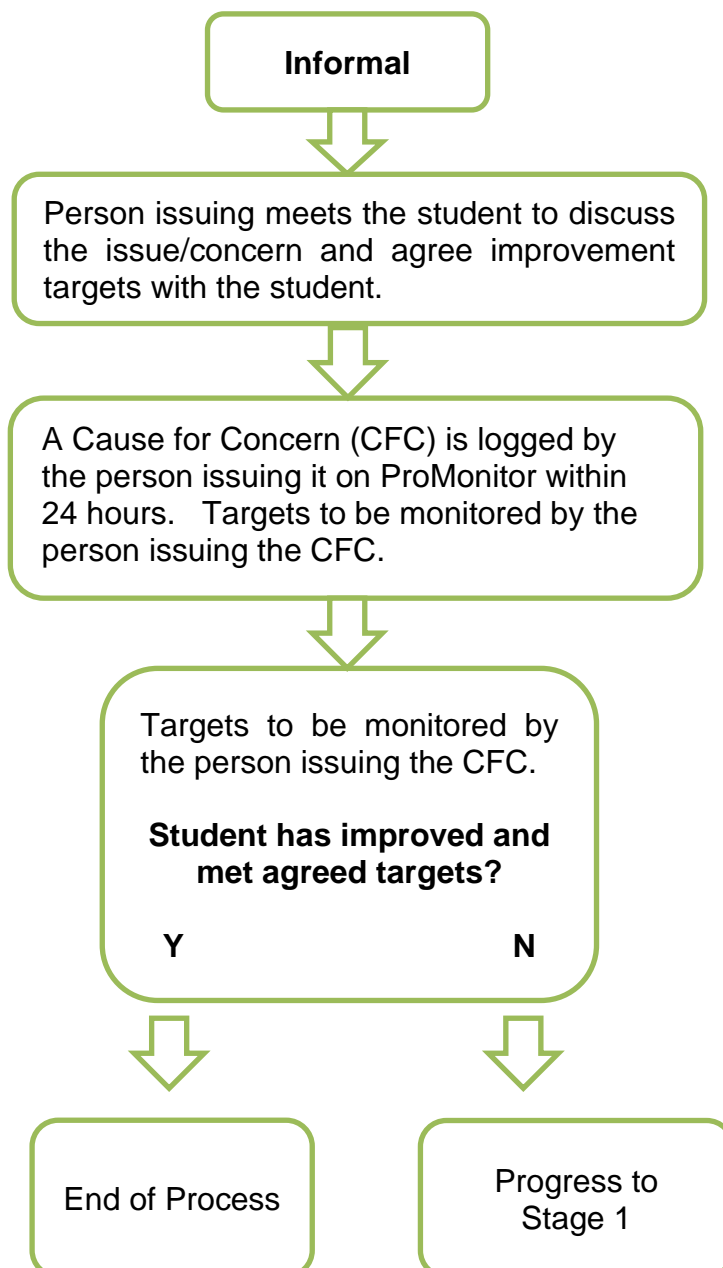 Informal
Person issuing meets the student to discuss
the issue/concern and agree improvement
targets with the student.
A Cause for Concern (CFC) is logged by
the person issuing it on ProMonitor within
24 hours.   Targets to be monitored by the
person issuing the CFC.
Targets to be monitored by
the person issuing the CFC.
Student has improved and
met agreed targets?
Y N
End of Process
Progress to
Stage 1